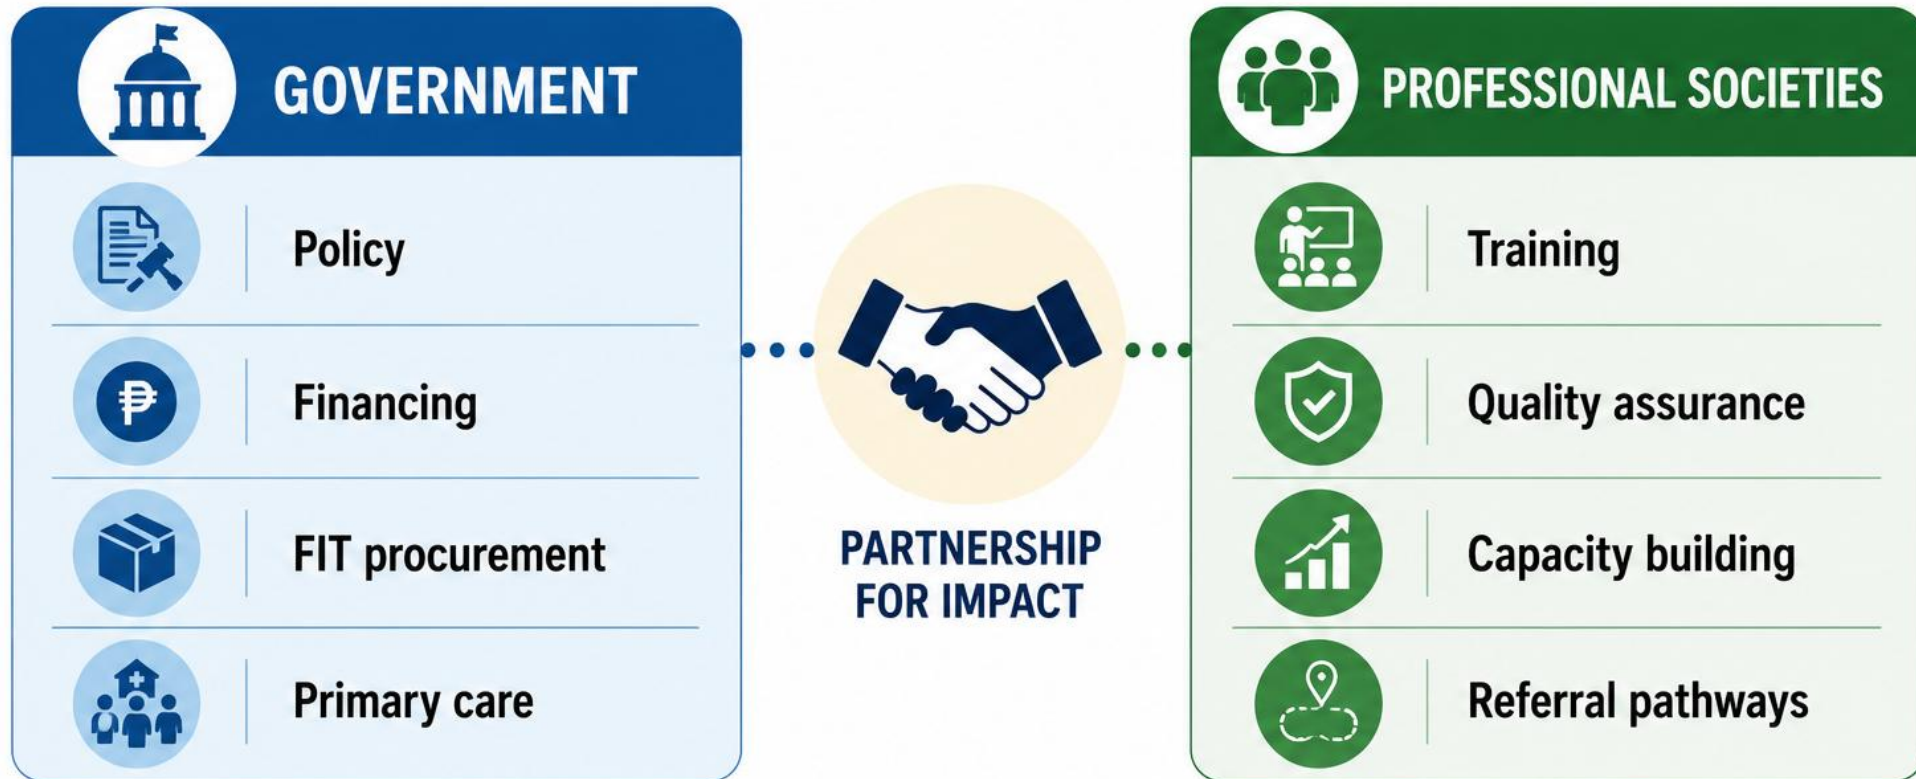 GOVERNMENT
Policy
₱
Financing
FIT procurement
Primary care
PARTNERSHIP
FOR IMPACT
PROFESSIONAL SOCIETIES
Training
Quality assurance
Capacity building
Referral pathways